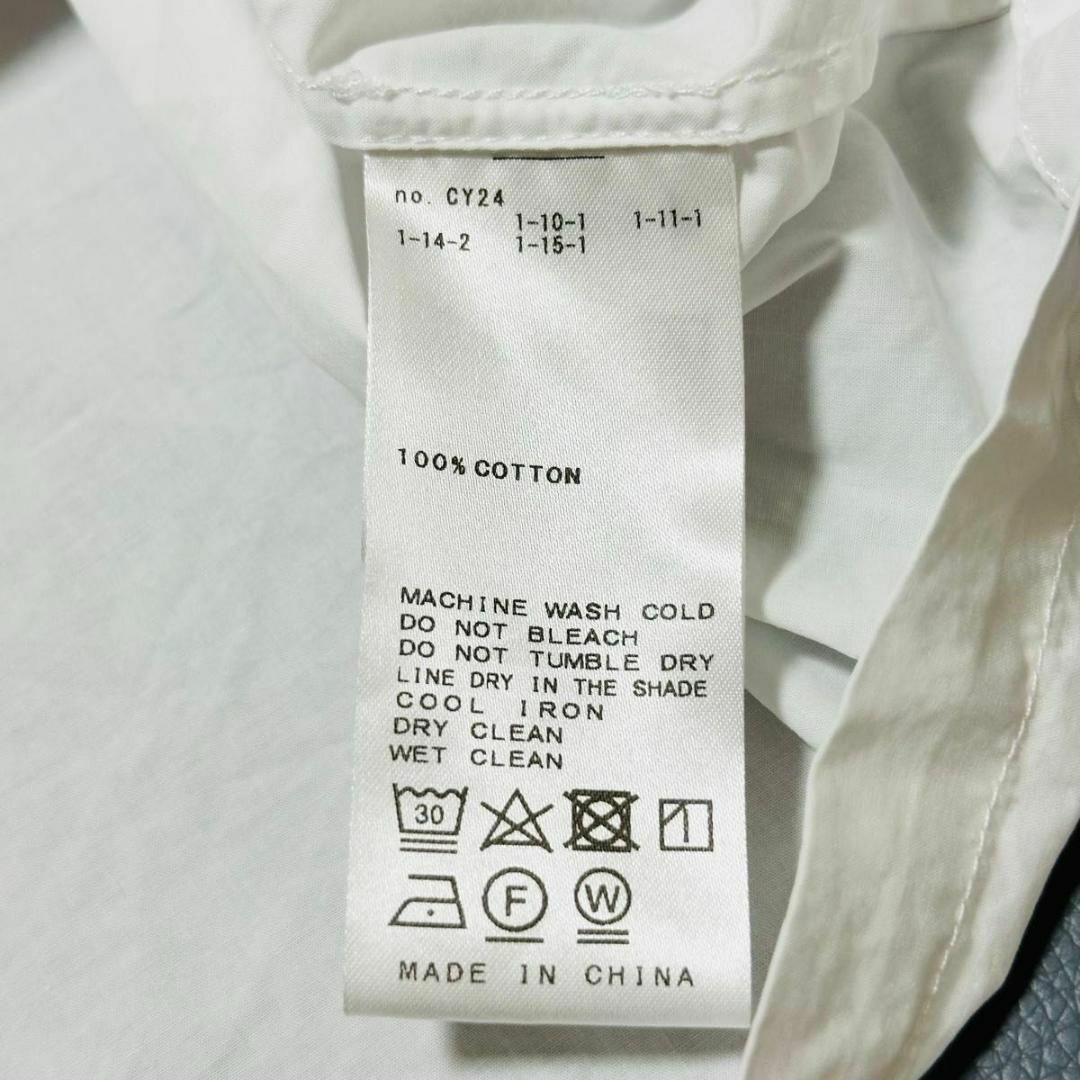 no. CY24
1-10-1 1-11-1
1-14-2 1-15-1
100% COTTON
MACHINE WASH COLD
DO NOT BLEACH
DO NOT TUMBLE DRY
LINE DRY IN THE SHADE
COOL IRON
DRY CLEAN
WET CLEAN
30
F W
MADE IN CHINA